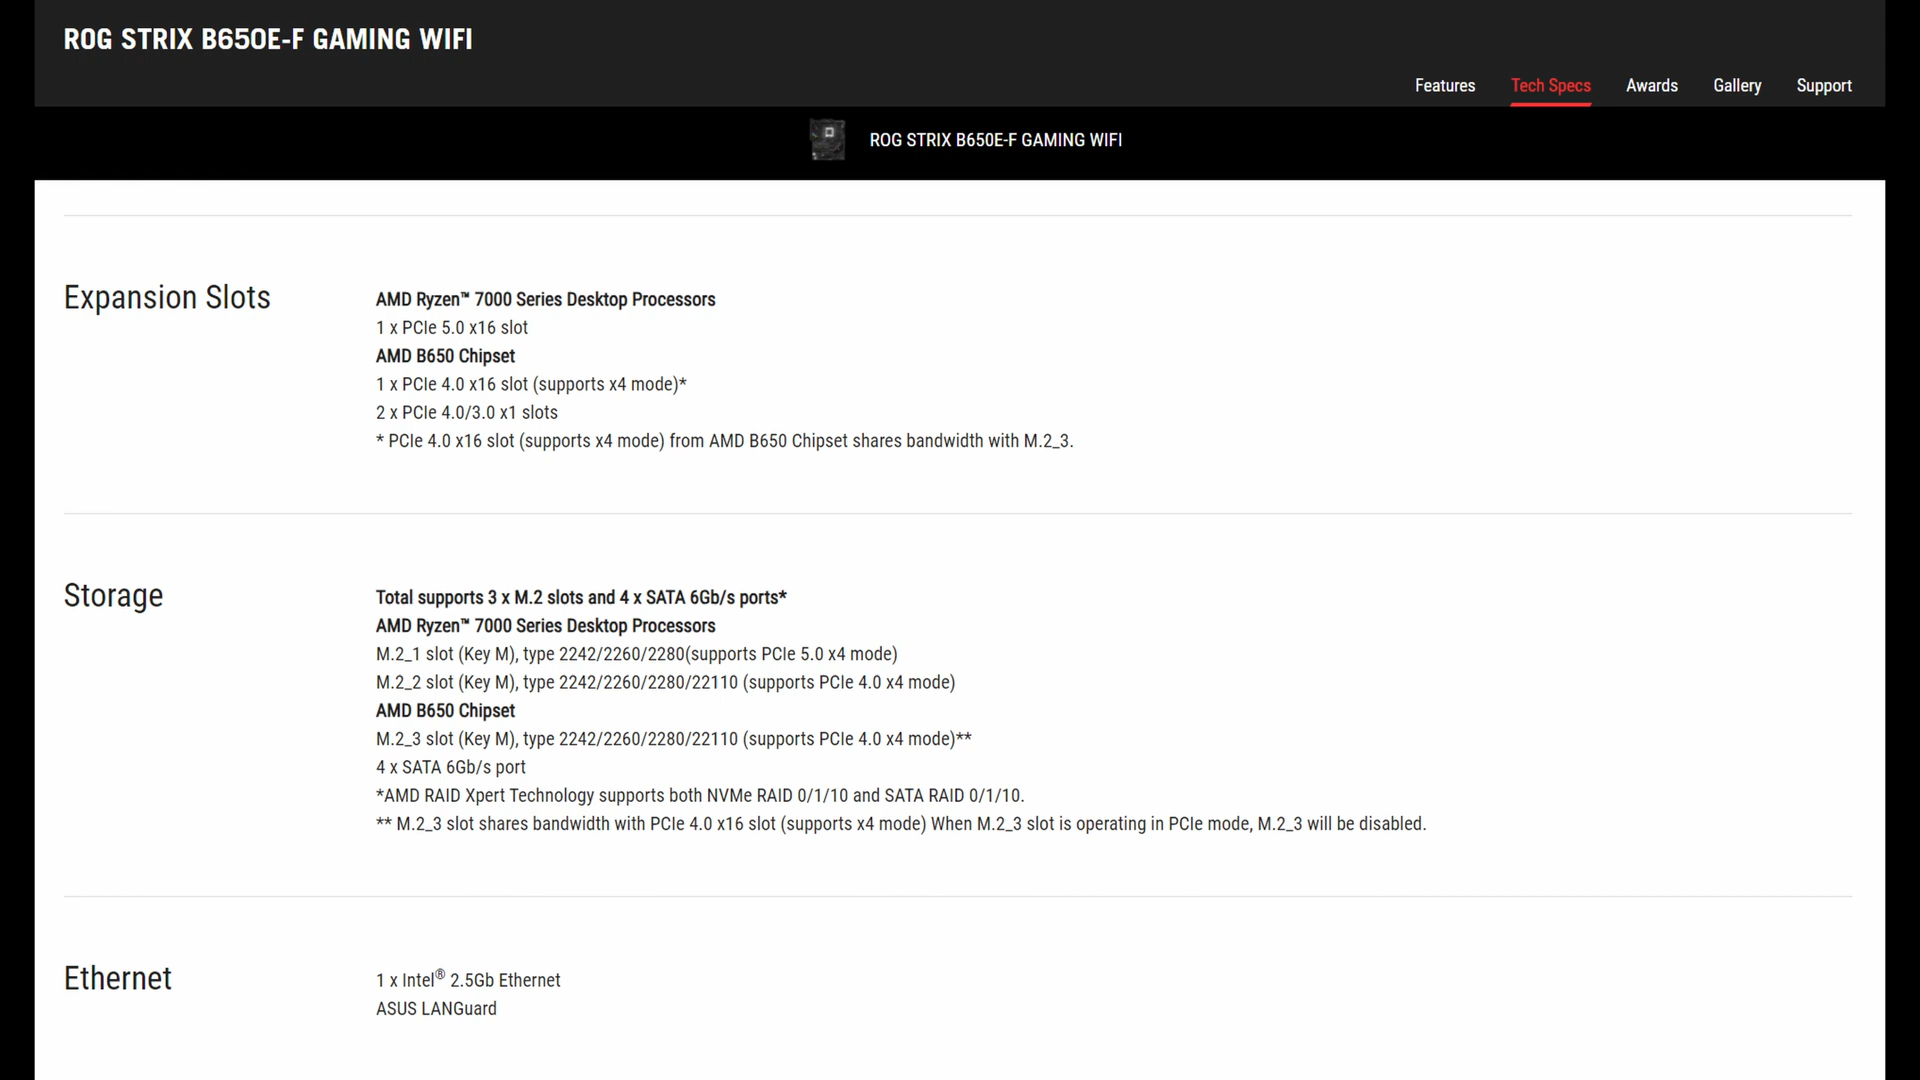 ROG STRIX B650E-F GAMING WIFI
Features Tech Specs Awards Gallery Support
ROG STRIX B650E-F GAMING WIFI
Expansion Slots
AMD Ryzen™ 7000 Series Desktop Processors
1 x PCIe 5.0 x16 slot
AMD B650 Chipset
1 x PCIe 4.0 x16 slot (supports x4 mode)*
2 x PCIe 4.0/3.0 x1 slots
* PCIe 4.0 x16 slot (supports x4 mode) from AMD B650 Chipset shares bandwidth with M.2_3.
Storage
Total supports 3 x M.2 slots and 4 x SATA 6Gb/s ports*
AMD Ryzen™ 7000 Series Desktop Processors
M.2_1 slot (Key M), type 2242/2260/2280(supports PCIe 5.0 x4 mode)
M.2_2 slot (Key M), type 2242/2260/2280/22110 (supports PCIe 4.0 x4 mode)
AMD B650 Chipset
M.2_3 slot (Key M), type 2242/2260/2280/22110 (supports PCIe 4.0 x4 mode)**
4 x SATA 6Gb/s port
*AMD RAID Xpert Technology supports both NVMe RAID 0/1/10 and SATA RAID 0/1/10.
** M.2_3 slot shares bandwidth with PCIe 4.0 x16 slot (supports x4 mode) When M.2_3 slot is operating in PCIe mode, M.2_3 will be disabled.
Ethernet
1 x Intel® 2.5Gb Ethernet
ASUS LANGuard